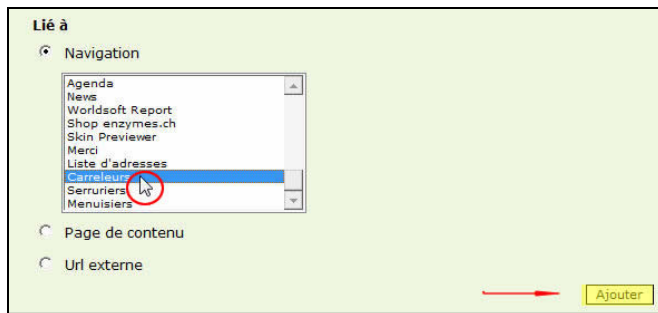 Lié à
Navigation
Agenda
News
Worldsoft Report
Shop enzymes.ch
Skin Previewer
Merci
Liste d'adresses
Carreleurs
Serruriers
Menuisiers
Page de contenu
Url externe
Ajouter